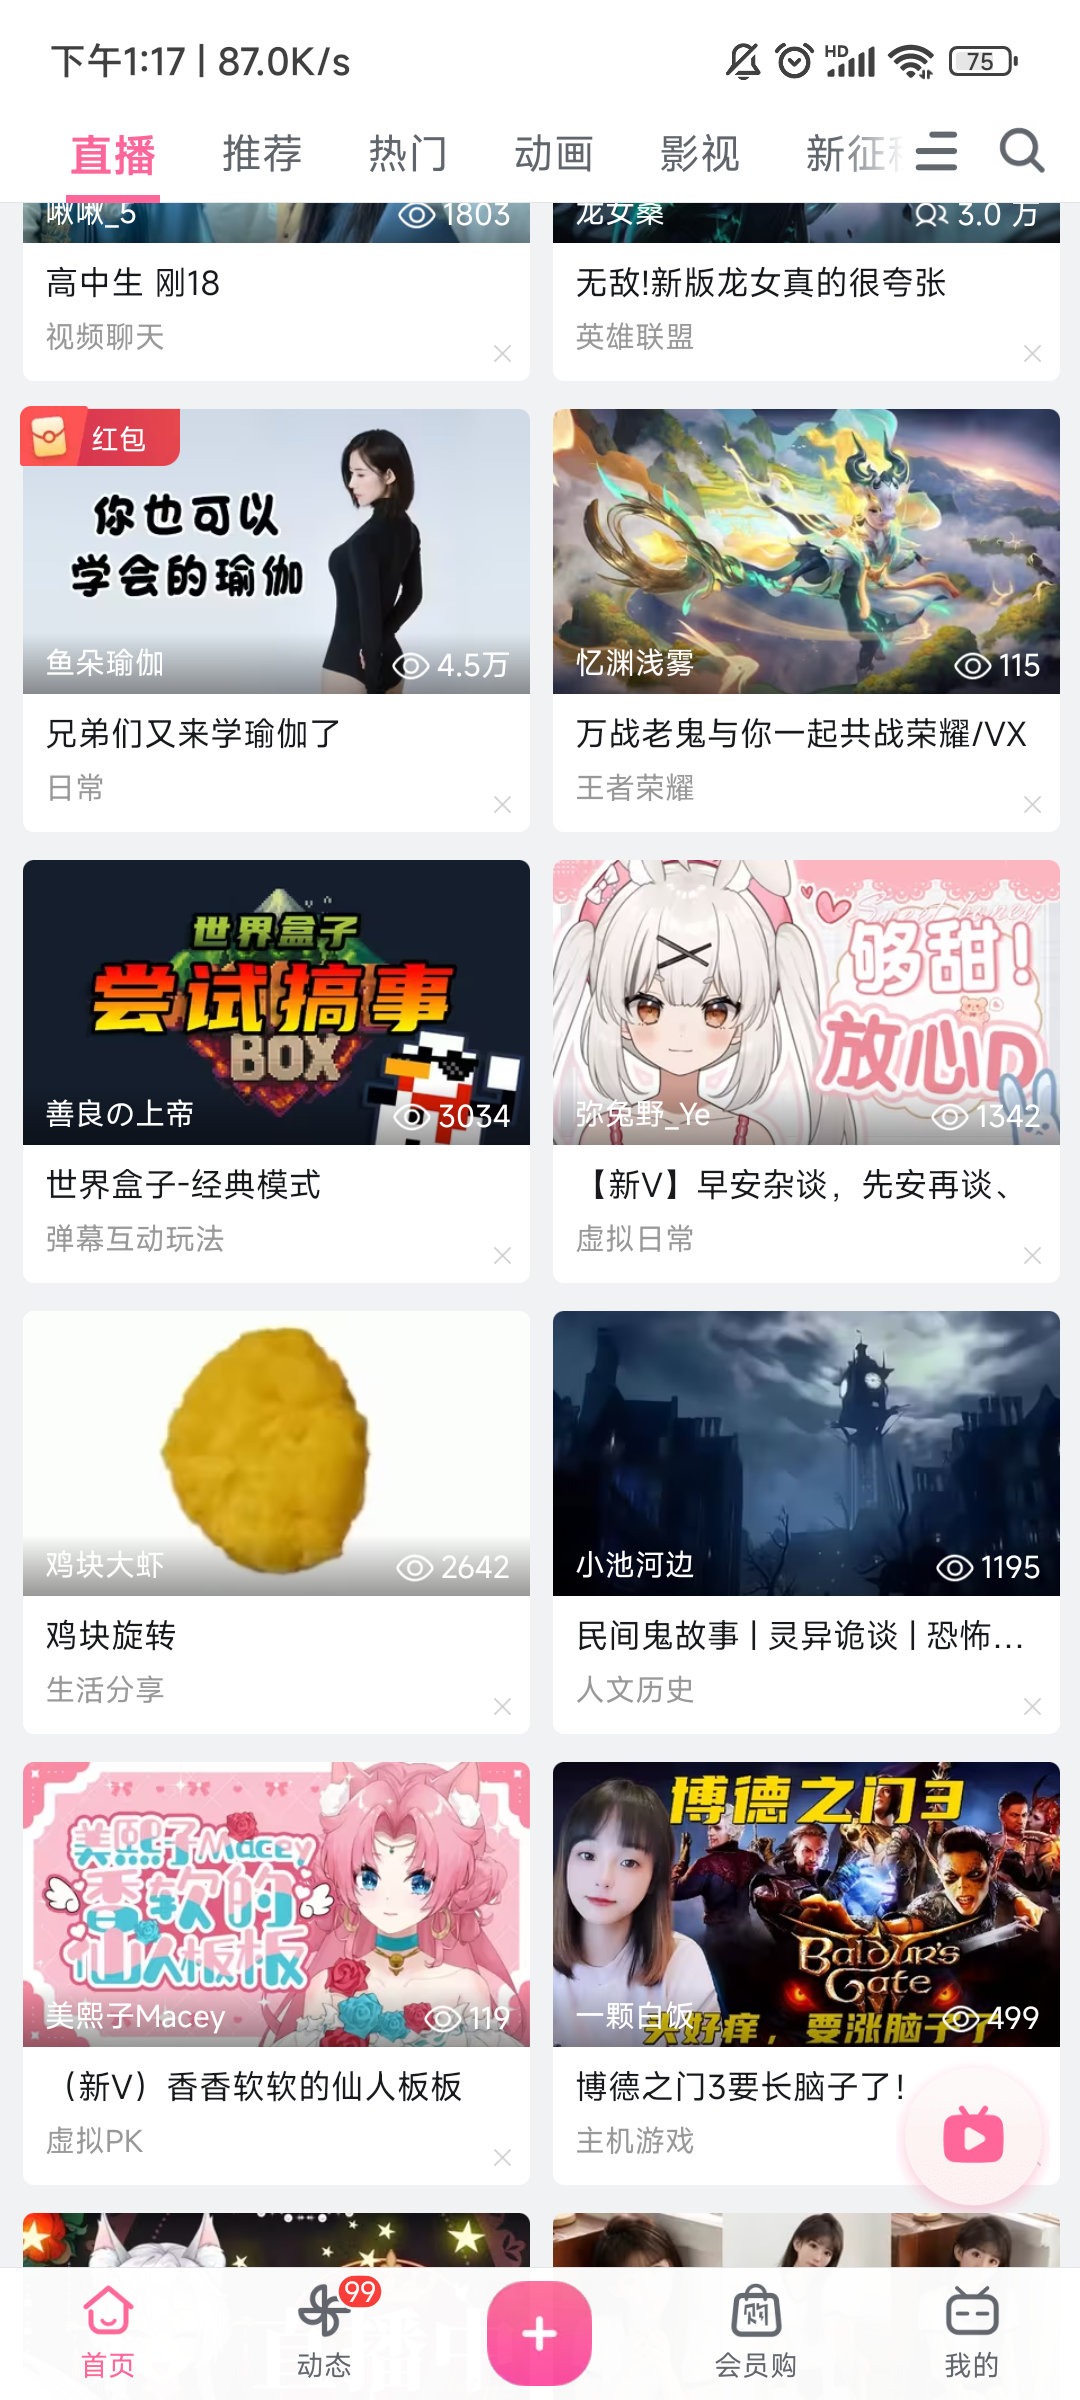 下午1:17 | 87.0K/s
HD
75
直播 推荐 热门 动画 影视 新征
啾啾_5 1803
龙女桑 3.0 万
高中生 刚18
无敌!新版龙女真的很夸张
视频聊天
英雄联盟
红包
你也可以
学会的瑜伽
鱼朵瑜伽 4.5万
忆渊浅雾 115
兄弟们又来学瑜伽了
万战老鬼与你一起共战荣耀/VX
日常
王者荣耀
世界盒子
尝试搞事
BOX
善良の上帝 3034
够甜!
放心D
弥兔野_Ye 1342
世界盒子-经典模式
【新V】早安杂谈，先安再谈、
弹幕互动玩法
虚拟日常
鸡块大虾 2642
小池河边 1195
鸡块旋转
民间鬼故事 | 灵异诡谈 | 恐怖...
生活分享
人文历史
美熙子Macey
香软的
仙人板板
美熙子Macey 119
博德之门3
BALDUR'S
GATE
头好痒，要涨脑子了
一颗白饭 499
（新V）香香软软的仙人板板
博德之门3要长脑子了!
虚拟PK
主机游戏
99
购
首页 动态 会员购 我的